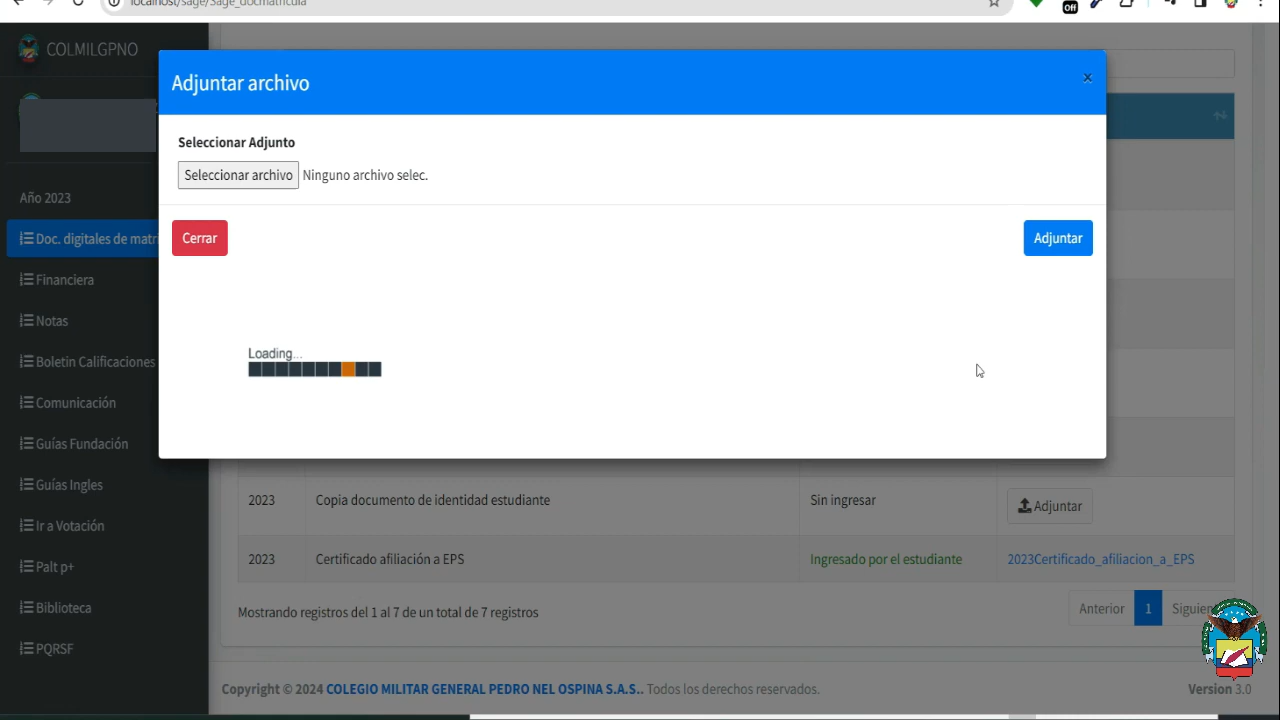 localhost/sage/Sage_docmatricula
Off
COLMILGPNO
Adjuntar archivo
×
Seleccionar Adjunto
Seleccionar archivo Ninguno archivo selec.
Cerrar
Adjuntar
Loading...
Año 2023
Doc. digitales de matri
Financiera
Notas
Boletin Calificaciones
Comunicación
Guías Fundación
Guías Ingles
Ir a Votación
Palt p+
Biblioteca
PQRSF
2023 Copia documento de identidad estudiante Sin ingresar Adjuntar
2023 Certificado afiliación a EPS Ingresado por el estudiante 2023Certificado_afiliacion_a_EPS
Mostrando registros del 1 al 7 de un total de 7 registros
Anterior 1 Siguien
Copyright © 2024 COLEGIO MILITAR GENERAL PEDRO NEL OSPINA S.A.S.. Todos los derechos reservados.
Version 3.0